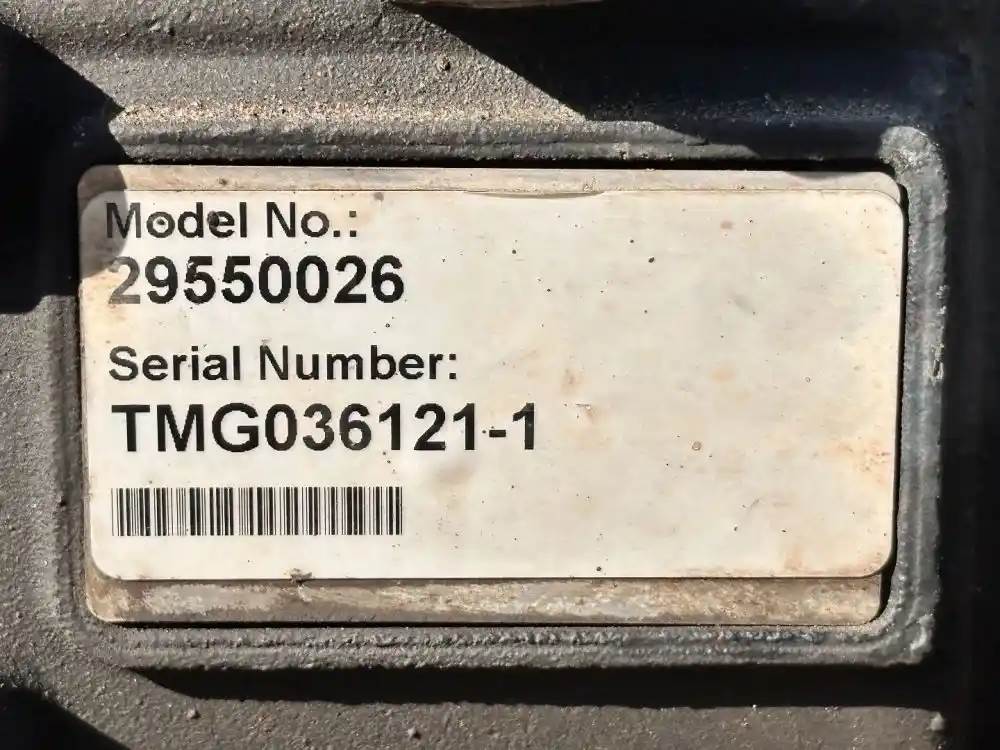 Model No.:
29550026
Serial Number:
TMG036121-1